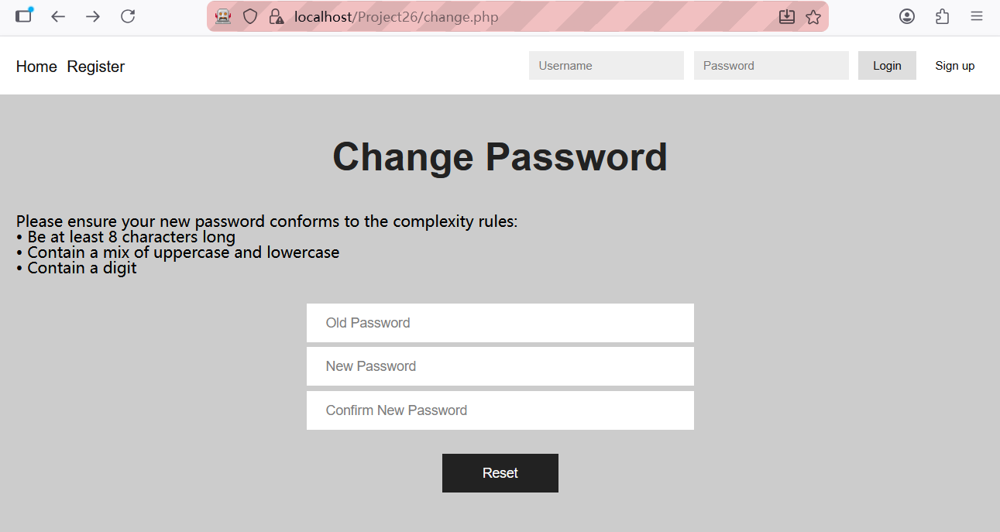 localhost/Project26/change.php
Home Register Username Password Login Sign up
Change Password
Please ensure your new password conforms to the complexity rules:
• Be at least 8 characters long
• Contain a mix of uppercase and lowercase
• Contain a digit
Old Password
New Password
Confirm New Password
Reset